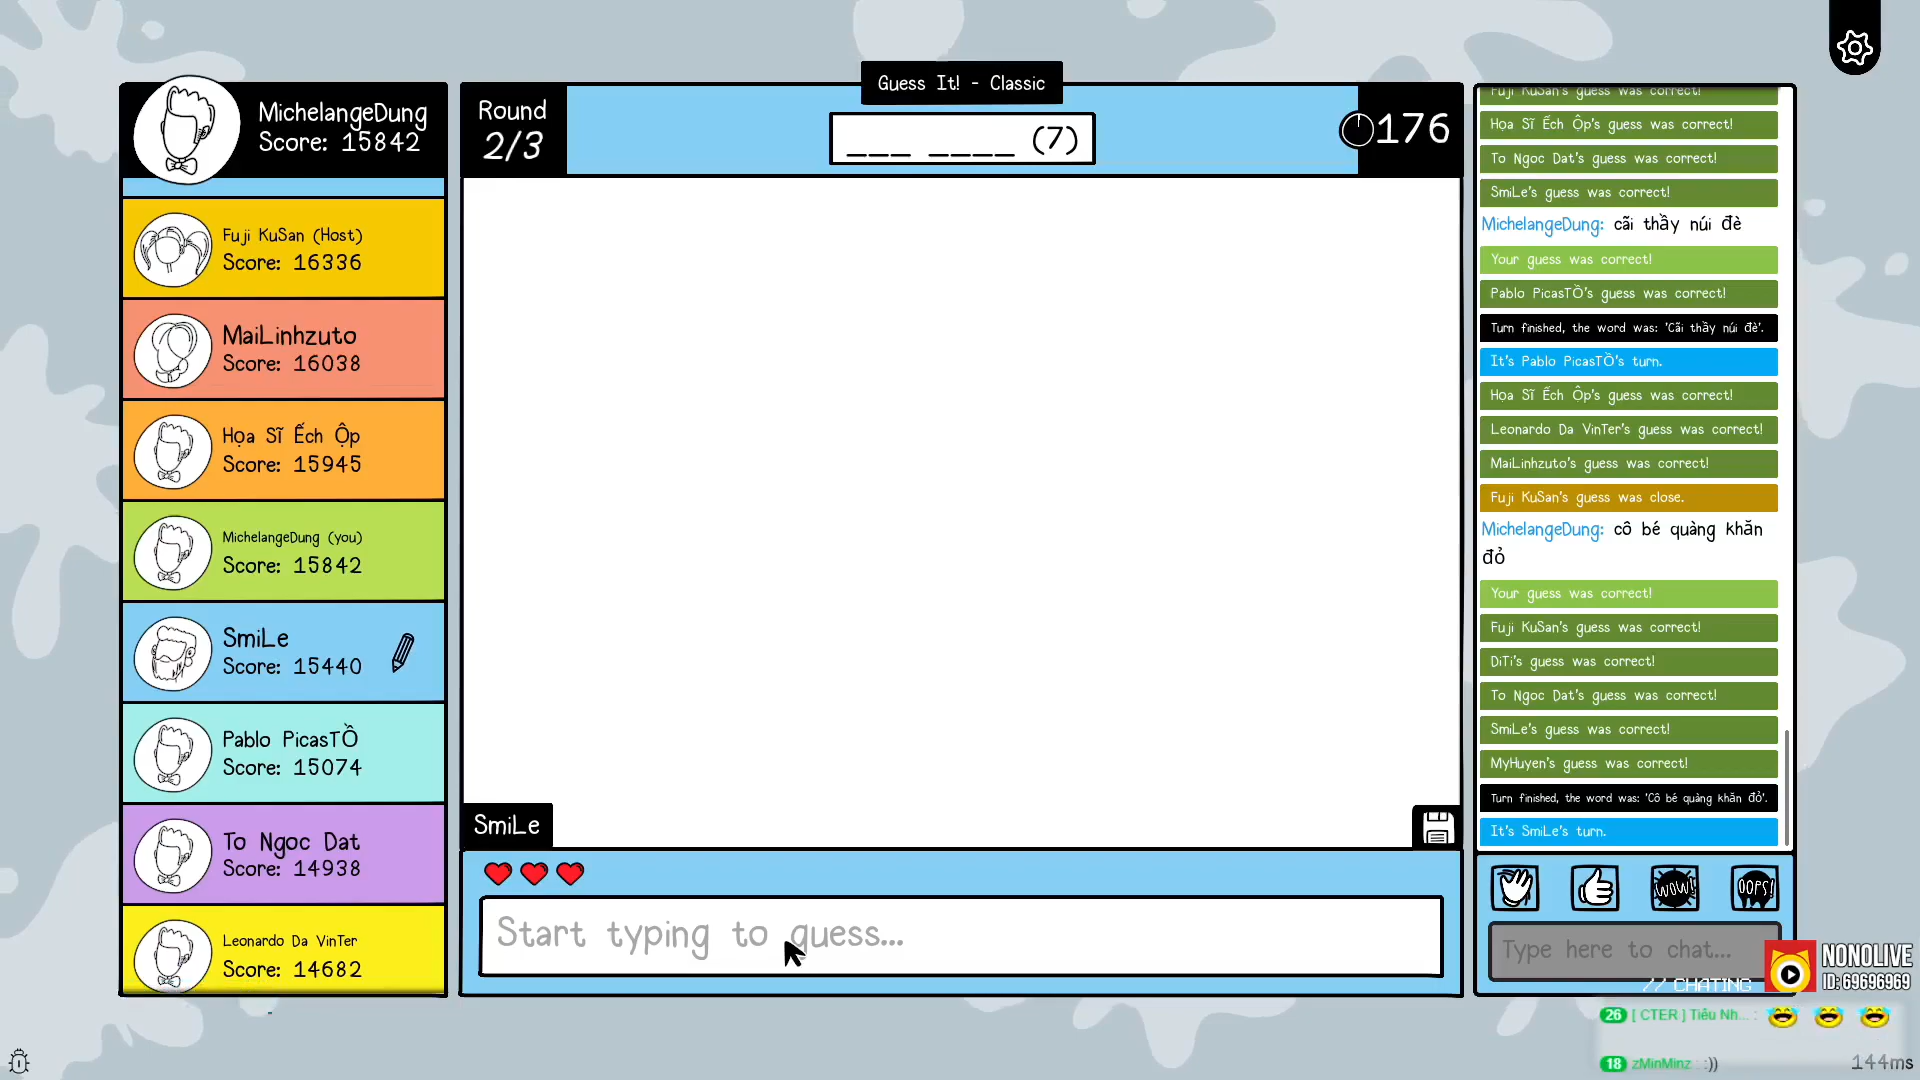 MichelangeDung
Score: 15842
Fuji KuSan (Host)
Score: 16336
MaiLinhzuto
Score: 16038
Họa Sĩ Ếch Ộp
Score: 15945
MichelangeDung (you)
Score: 15842
SmiLe
Score: 15440
Pablo PicasTỒ
Score: 15074
To Ngoc Dat
Score: 14938
Leonardo Da VinTer
Score: 14682
Guess It! - Classic
Round
2/3
___ ____ (7)
176
SmiLe
Start typing to guess...
Fuji KuSan's guess was correct!
Họa Sĩ Ếch Ộp's guess was correct!
To Ngoc Dat's guess was correct!
SmiLe's guess was correct!
MichelangeDung: cãi thầy núi đè
Your guess was correct!
Pablo PicasTỒ's guess was correct!
Turn finished, the word was: 'Cãi thầy núi đè'.
It's Pablo PicasTỒ's turn.
Họa Sĩ Ếch Ộp's guess was correct!
Leonardo Da VinTer's guess was correct!
MaiLinhzuto's guess was correct!
Fuji KuSan's guess was close.
MichelangeDung: cô bé quàng khăn
đỏ
Your guess was correct!
Fuji KuSan's guess was correct!
DiTi's guess was correct!
To Ngoc Dat's guess was correct!
SmiLe's guess was correct!
MyHuyen's guess was correct!
Turn finished, the word was: 'Cô bé quàng khăn đỏ'.
It's SmiLe's turn.
WOW!
OOPS!
Type here to chat...
// CHATING
NONOLIVE
ID:69696969
26 [ CTER ] Tiêu Nh... :
18 zMinMinz : :))
144ms